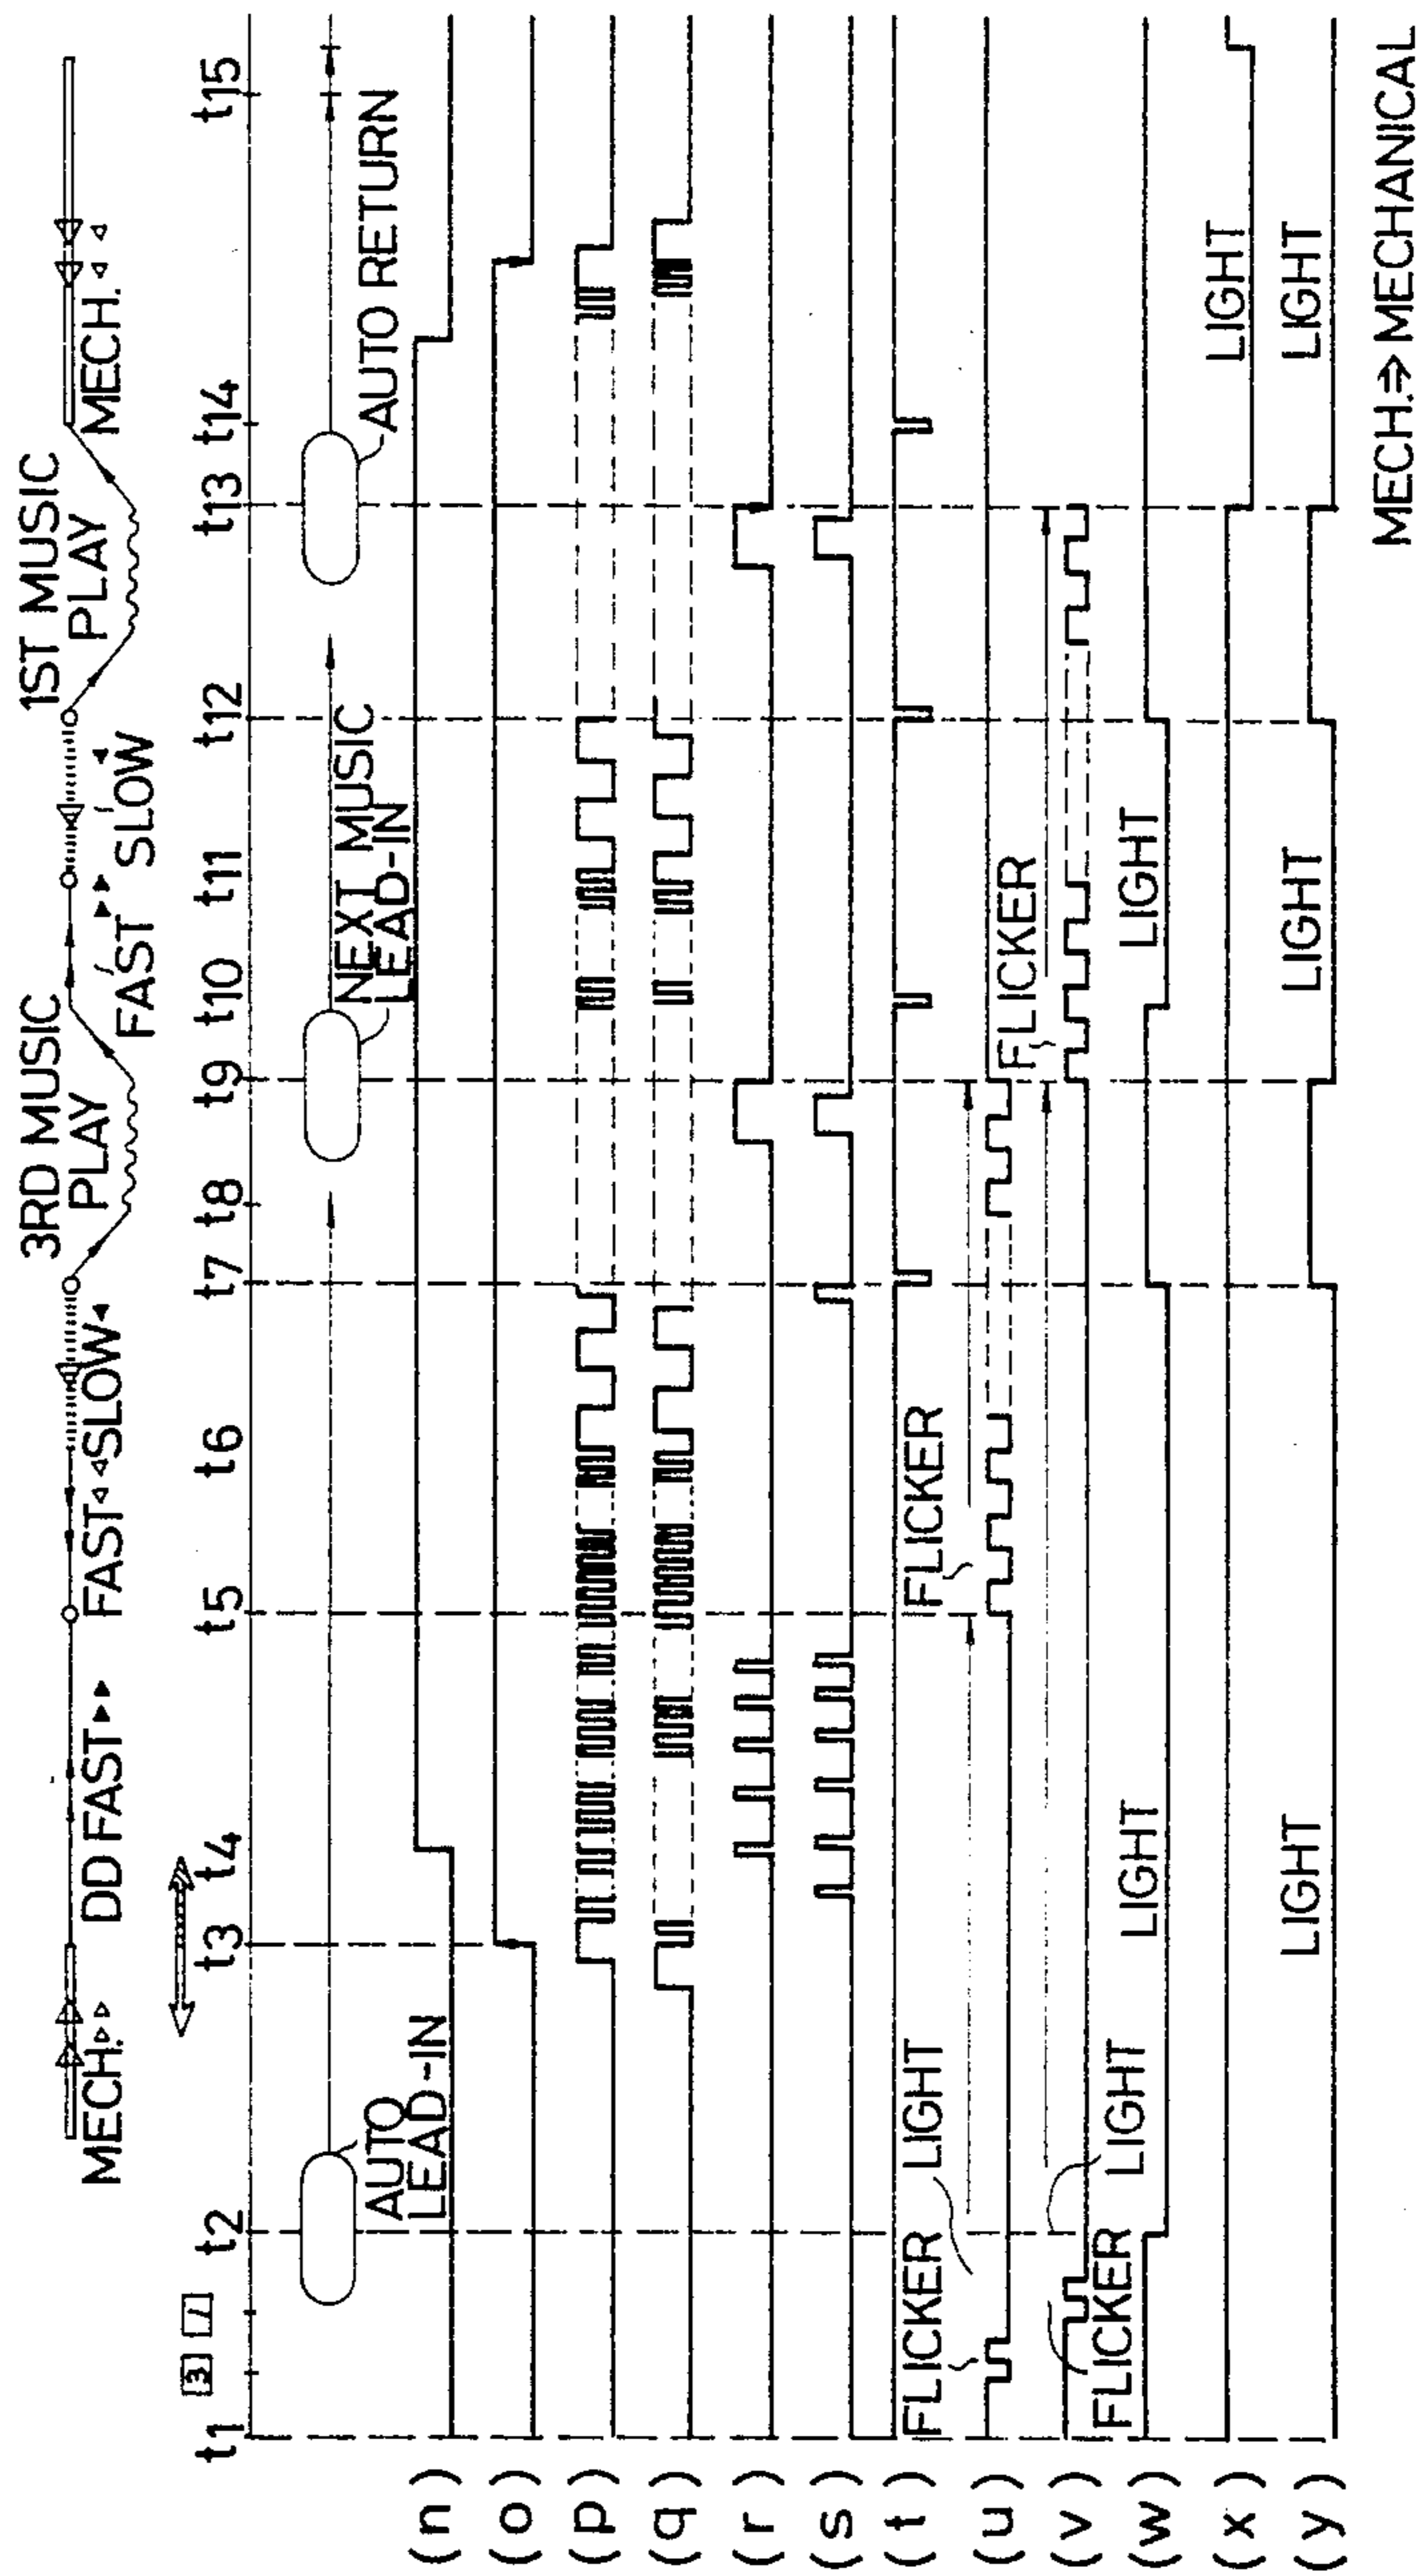 3RD MUSIC
PLAY
1ST MUSIC
PLAY
MECH.▷▷ DD FAST▶▶ FAST◁◁ SLOW◀
FAST▶▶ SLOW◀
MECH. ◁ ◁
3 1
t1 t2 t3 t4 t5 t6 t7 t8 t9 t10 t11 t12 t13 t14 t15
AUTO
LEAD-IN
NEXT MUSIC
LEAD-IN
AUTO RETURN
(n)
(o)
(p)
(q)
(r)
(s)
(t)
FLICKER LIGHT FLICKER
(u)
FLICKER
(v)
FLICKER LIGHT
LIGHT LIGHT
(w)
LIGHT
(x)
LIGHT LIGHT LIGHT
(y)
MECH.⇒MECHANICAL